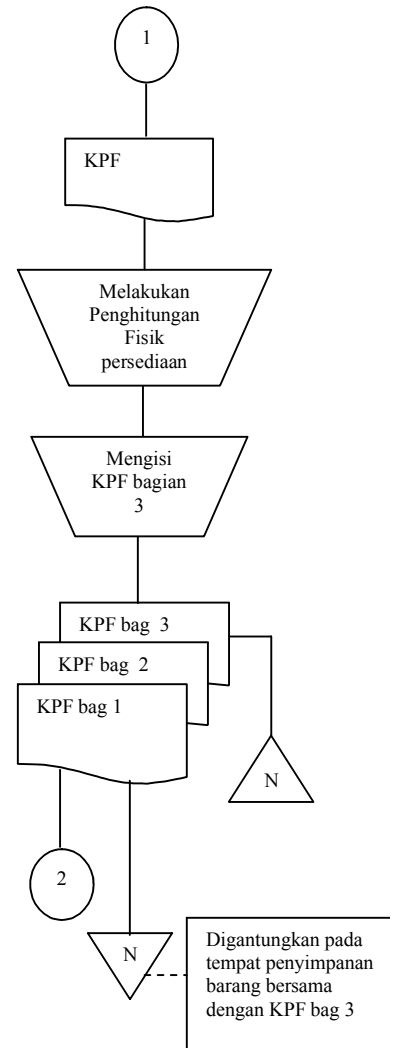 1
KPF
Melakukan
Penghitungan
Fisik
persediaan
Mengisi
KPF bagian
3
KPF bag  3
KPF bag  2
KPF bag 1
N
2
N
Digantungkan pada
tempat penyimpanan
barang bersama
dengan KPF bag 3